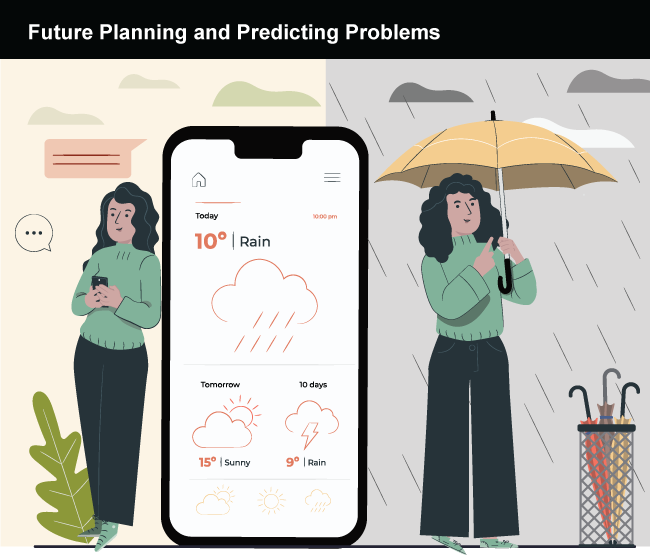 Future Planning and Predicting Problems
Today 10:00 pm
10° Rain
Tomorrow 10 days
15° Sunny 9° Rain